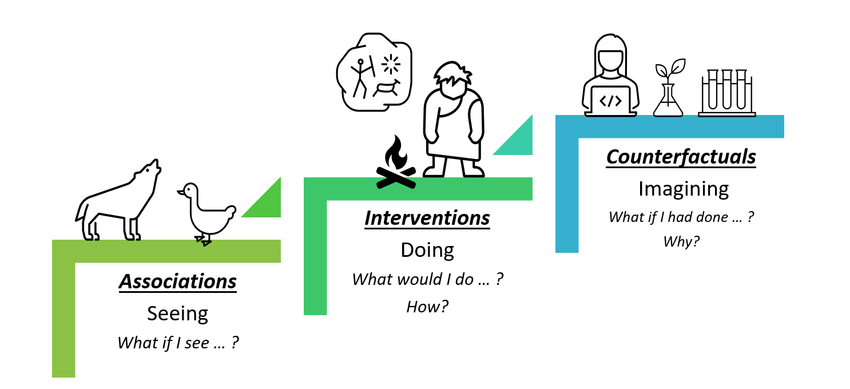 Associations
Seeing
What if I see ... ?
Interventions
Doing
What would I do ... ?
How?
</>
Counterfactuals
Imagining
What if I had done ... ?
Why?